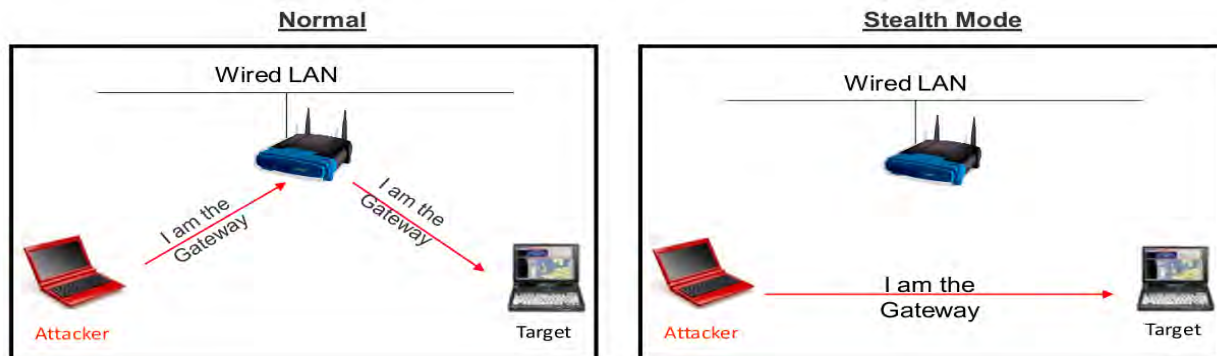 Normal
Wired LAN
I am the
Gateway
I am the
Gateway
Attacker
Target
Stealth Mode
Wired LAN
I am the
Gateway
Attacker
Target